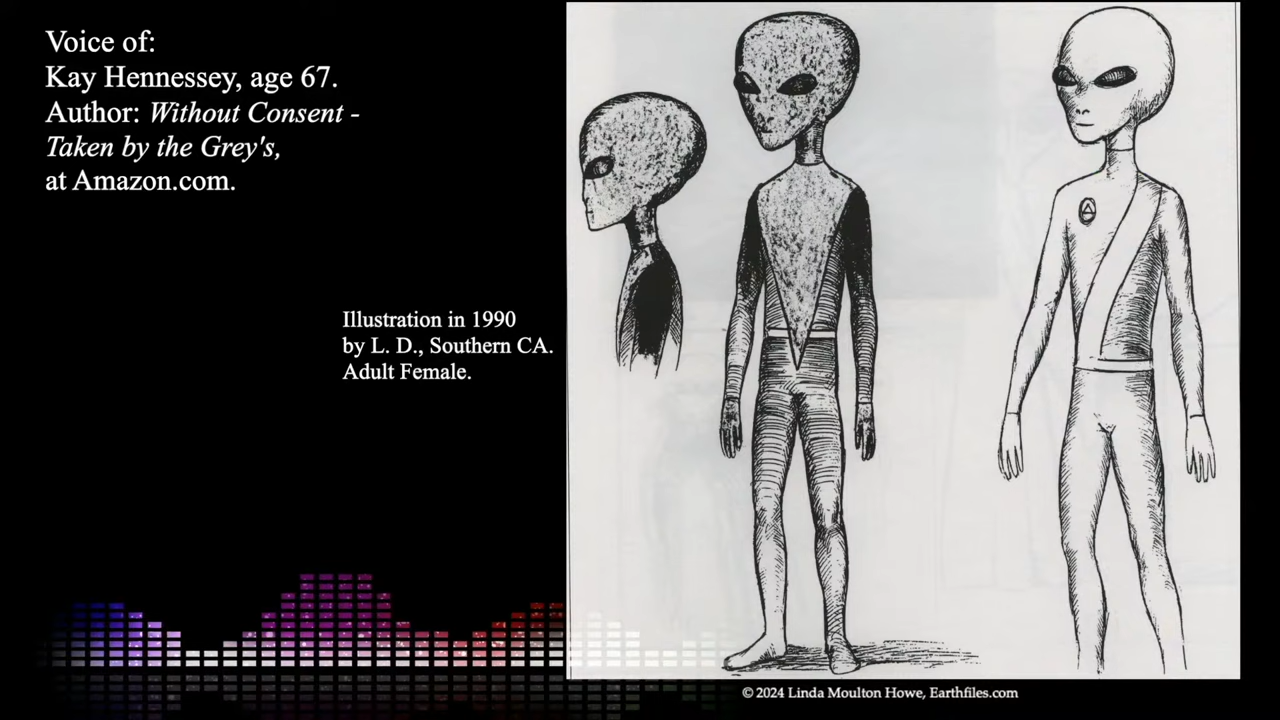 Voice of:
Kay Hennessey, age 67.
Author: Without Consent -
Taken by the Grey's,
at Amazon.com.
Illustration in 1990
by L. D., Southern CA.
Adult Female.
© 2024 Linda Moulton Howe, Earthfiles.com